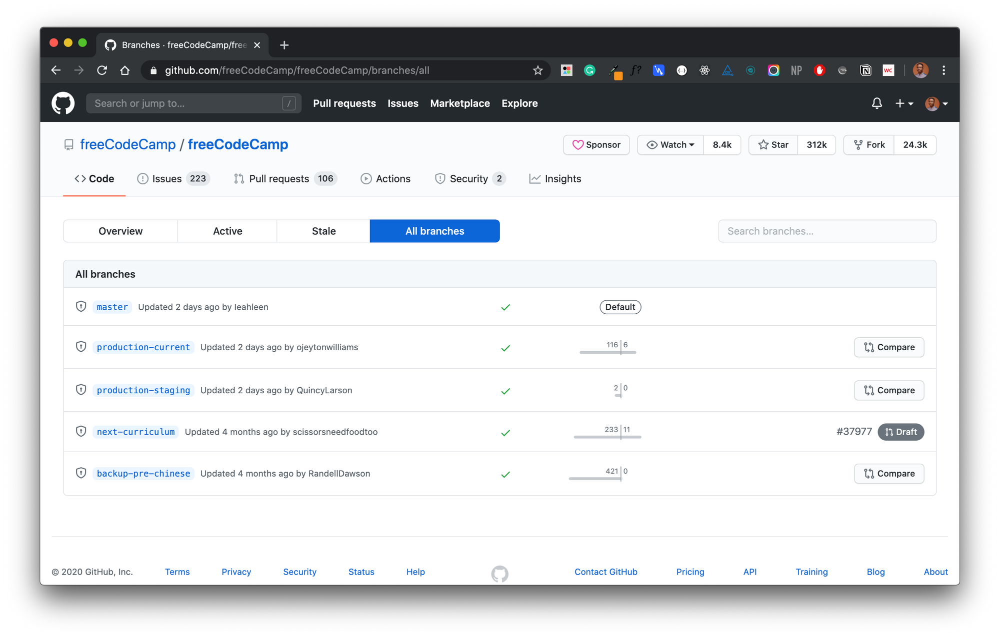 Branches · freeCodeCamp/free
github.com/freeCodeCamp/freeCodeCamp/branches/all
f?
NP
WC
Search or jump to...
/
Pull requests Issues Marketplace Explore
freeCodeCamp / freeCodeCamp
Sponsor Watch 8.4k Star 312k Fork 24.3k
Code Issues 223 Pull requests 106 Actions Security 2 Insights
Overview Active Stale All branches Search branches...
All branches
master Updated 2 days ago by leahleen Default
production-current Updated 2 days ago by ojeytonwilliams 116 6 Compare
production-staging Updated 2 days ago by QuincyLarson 2 0 Compare
next-curriculum Updated 4 months ago by scissorsneedfoodtoo 233 11 #37977 Draft
backup-pre-chinese Updated 4 months ago by RandellDawson 421 0 Compare
© 2020 GitHub, Inc. Terms Privacy Security Status Help Contact GitHub Pricing API Training Blog About